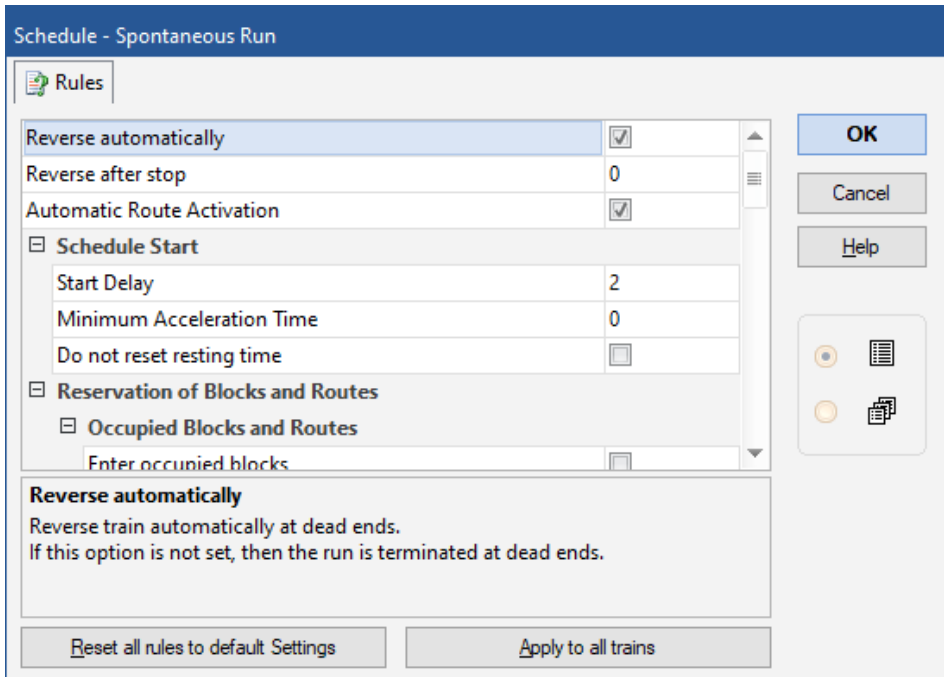 Schedule - Spontaneous Run
Rules
Reverse automatically
Reverse after stop 0
Automatic Route Activation
Schedule Start
Start Delay 2
Minimum Acceleration Time 0
Do not reset resting time
Reservation of Blocks and Routes
Occupied Blocks and Routes
Enter occupied blocks
OK
Cancel
Help
Reverse automatically
Reverse train automatically at dead ends.
If this option is not set, then the run is terminated at dead ends.
Reset all rules to default Settings
Apply to all trains